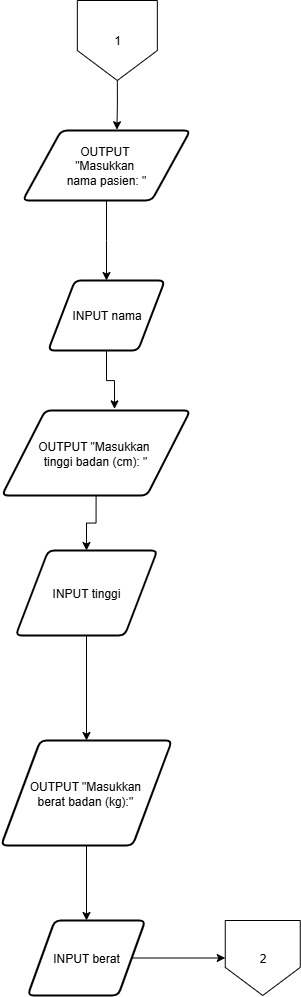 1
OUTPUT
"Masukkan
nama pasien: "
INPUT nama
OUTPUT "Masukkan
tinggi badan (cm): "
INPUT tinggi
OUTPUT "Masukkan
berat badan (kg):"
INPUT berat
2